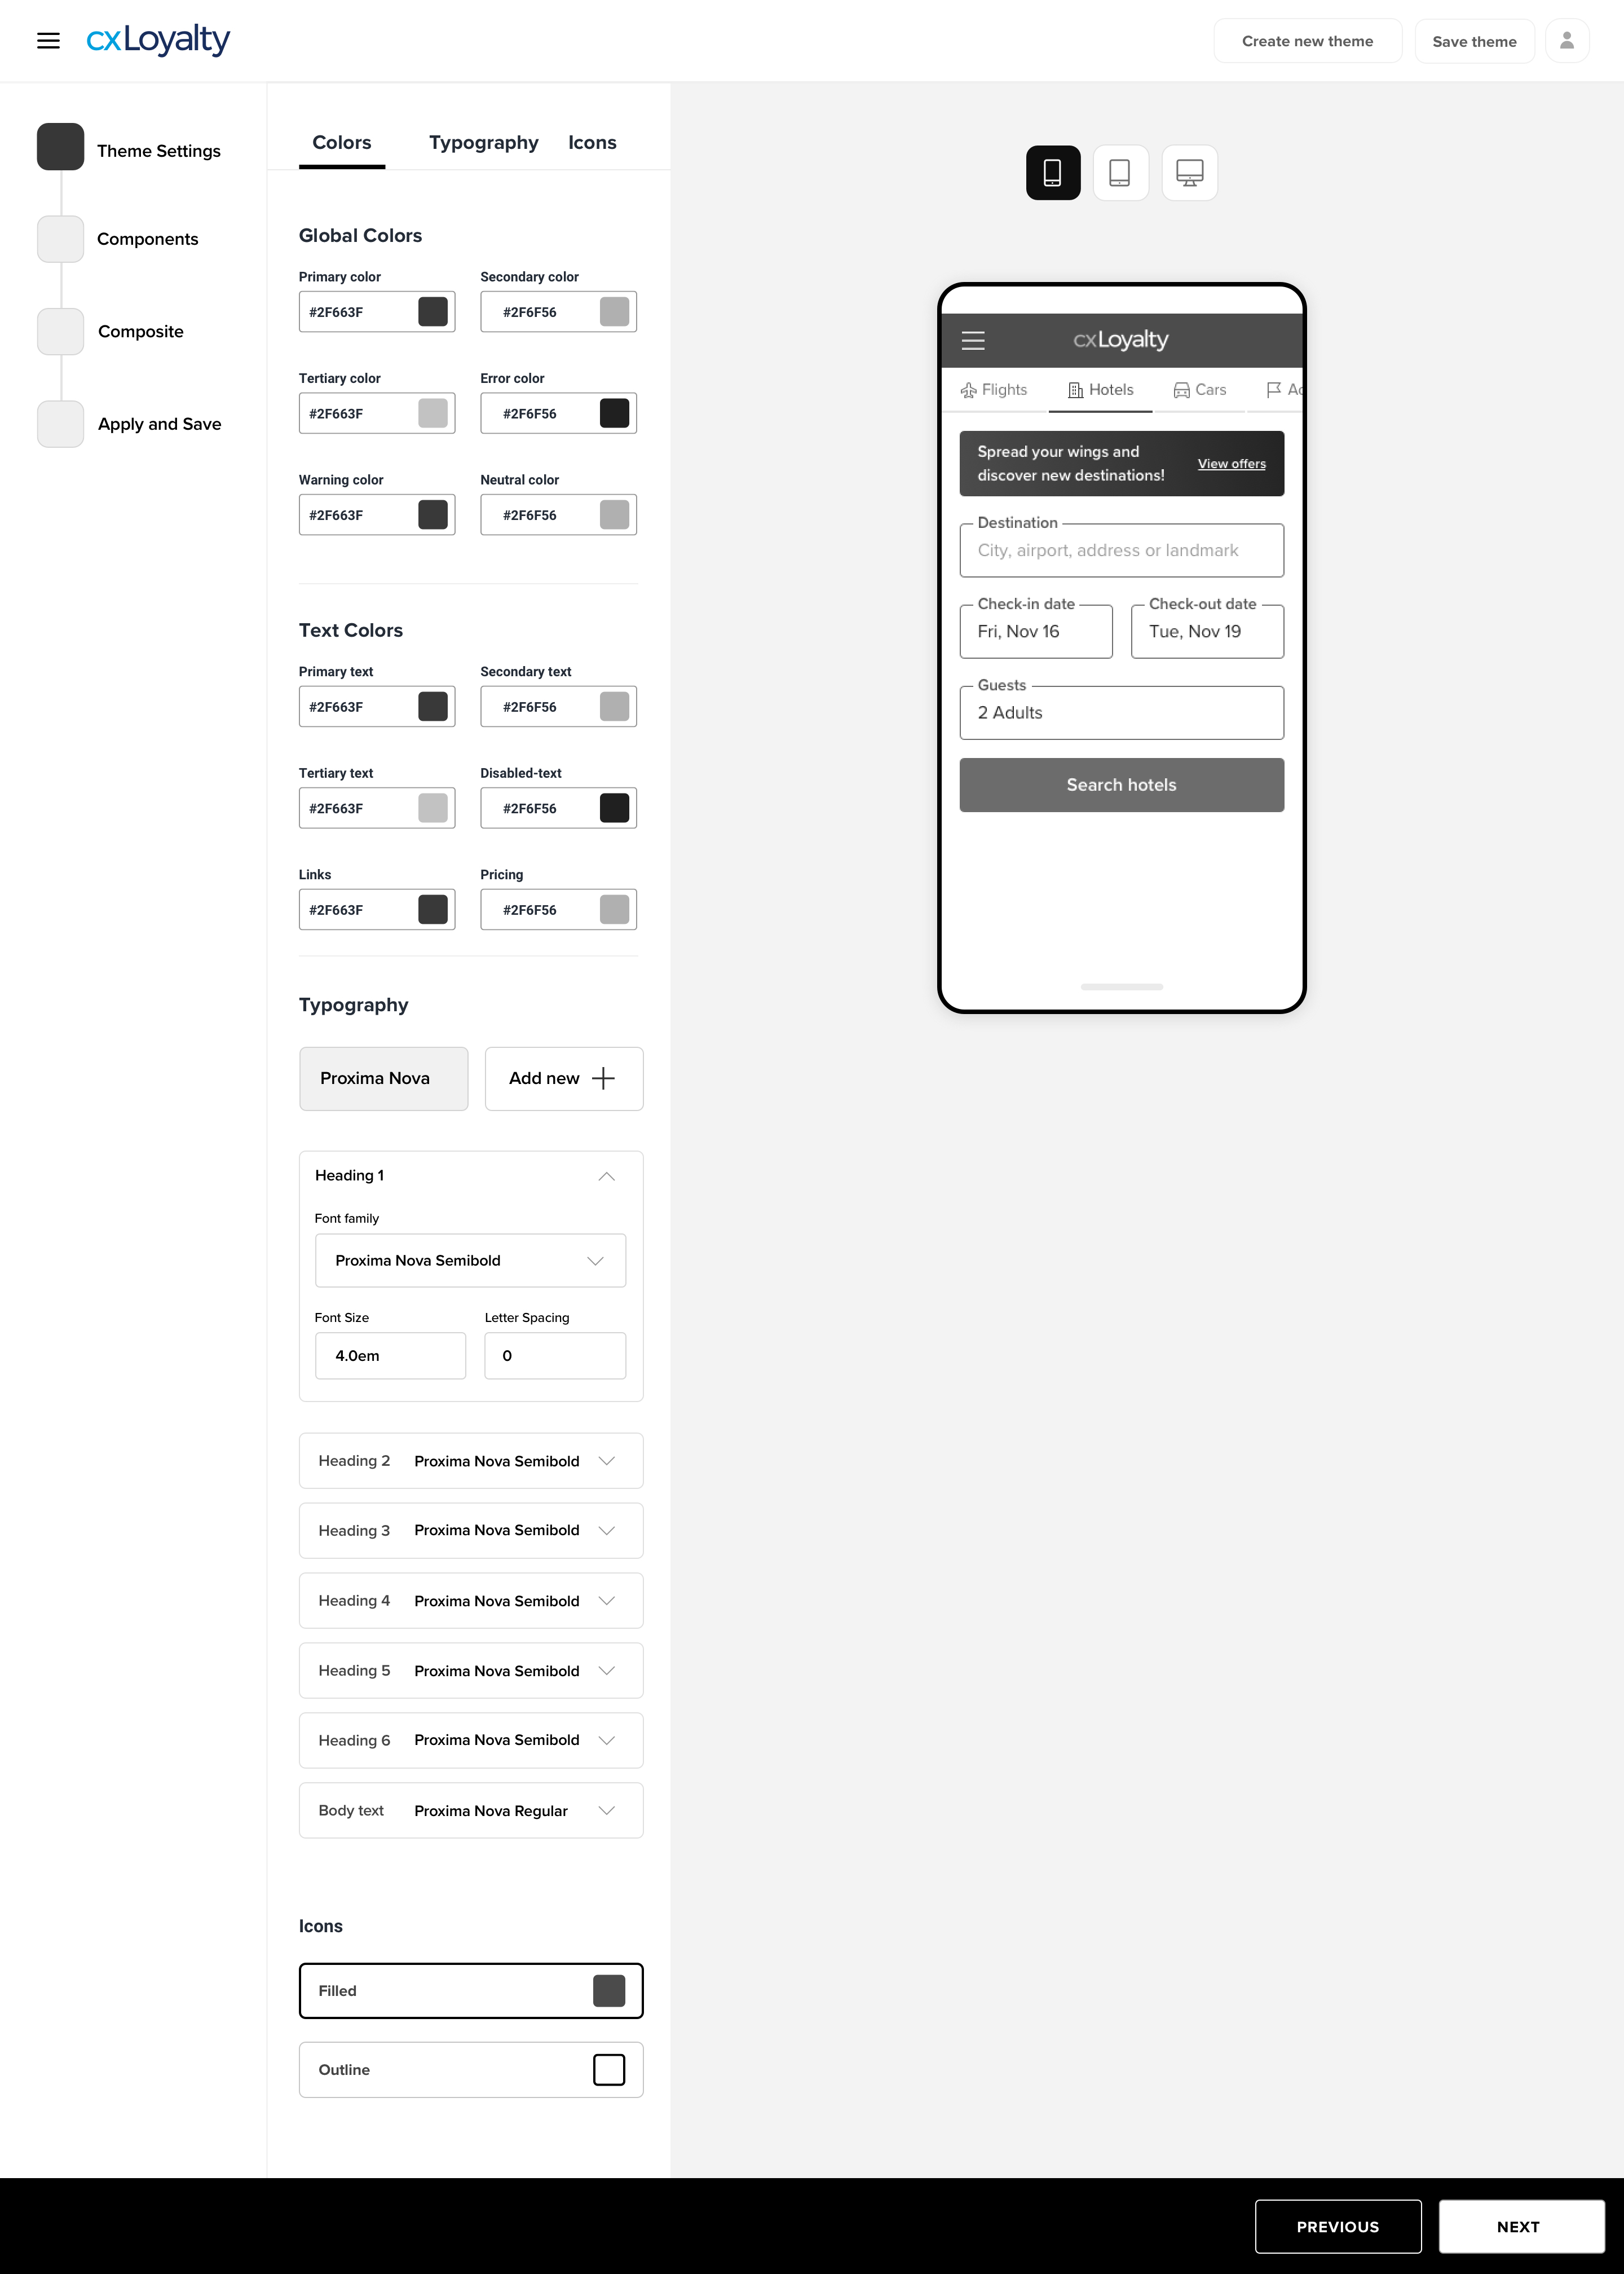 cxLoyalty
Create new theme
Save theme
Theme Settings
Components
Composite
Apply and Save
Colors
Typography
Icons
Global Colors
Primary color
Secondary color
#2F663F
#2F6F56
Tertiary color
Error color
#2F663F
#2F6F56
Warning color
Neutral color
#2F663F
#2F6F56
Text Colors
Primary text
Secondary text
#2F663F
#2F6F56
Tertiary text
Disabled-text
#2F663F
#2F6F56
Links
Pricing
#2F663F
#2F6F56
Typography
Proxima Nova
Add new
Heading 1
Font family
Proxima Nova Semibold
Font Size
Letter Spacing
4.0em
0
Heading 2 Proxima Nova Semibold
Heading 3 Proxima Nova Semibold
Heading 4 Proxima Nova Semibold
Heading 5 Proxima Nova Semibold
Heading 6 Proxima Nova Semibold
Body text Proxima Nova Regular
Icons
Filled
Outline
cxLoyalty
Flights
Hotels
Cars
Ac
Spread your wings and
discover new destinations!
View offers
Destination
City, airport, address or landmark
Check-in date
Check-out date
Fri, Nov 16
Tue, Nov 19
Guests
2 Adults
Search hotels
PREVIOUS
NEXT